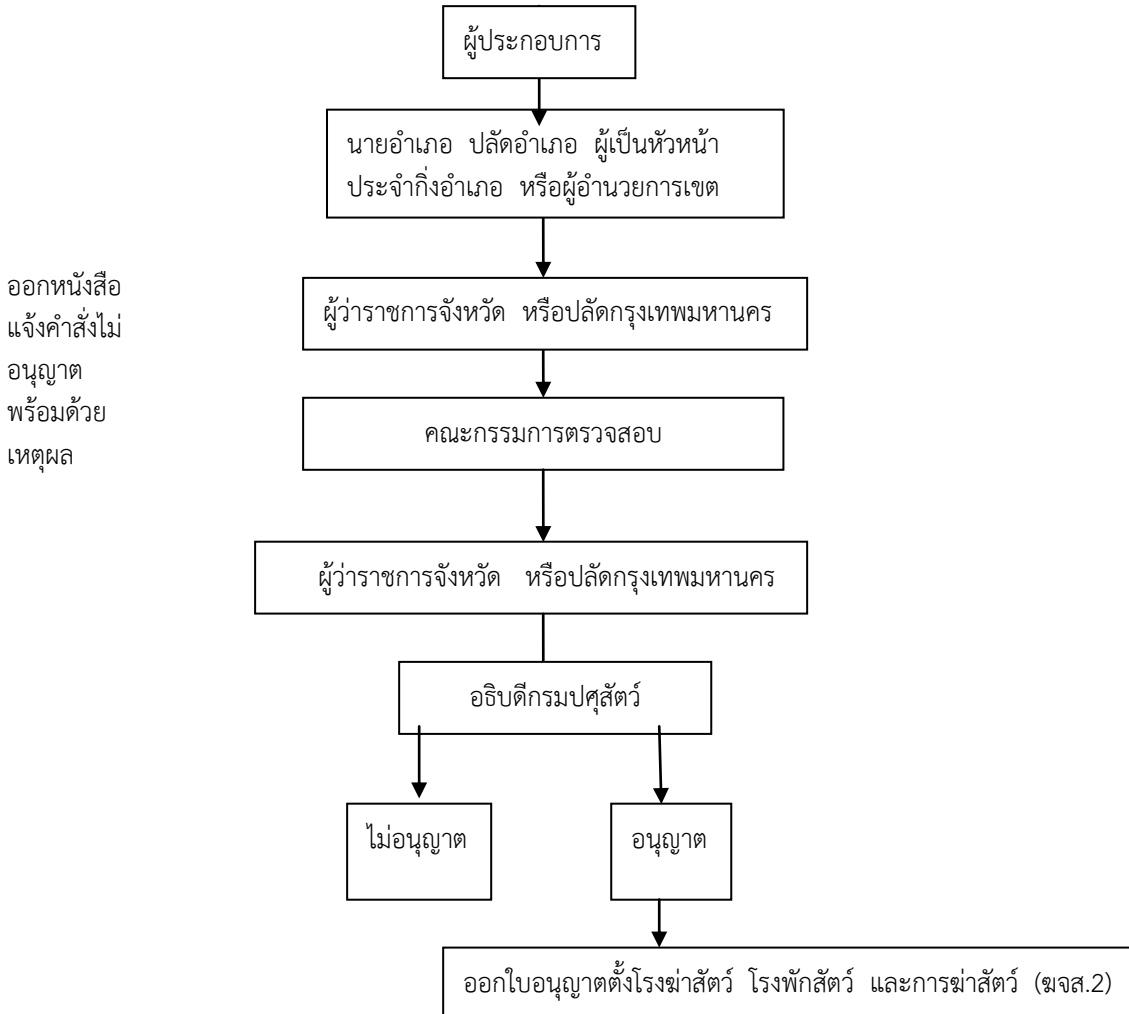 ผู้ประกอบการ
นายอำเภอ ปลัดอำเภอ ผู้เป็นหัวหน้า
ประจำกิ่งอำเภอ หรือผู้อำนวยการเขต
ออกหนังสือ
แจ้งคำสั่งไม่
อนุญาต
พร้อมด้วย
เหตุผล
ผู้ว่าราชการจังหวัด หรือปลัดกรุงเทพมหานคร
คณะกรรมการตรวจสอบ
ผู้ว่าราชการจังหวัด หรือปลัดกรุงเทพมหานคร
อธิบดีกรมปศุสัตว์
ไม่อนุญาต
อนุญาต
ออกใบอนุญาตตั้งโรงฆ่าสัตว์ โรงพักสัตว์ และการฆ่าสัตว์ (ฆจส.2)